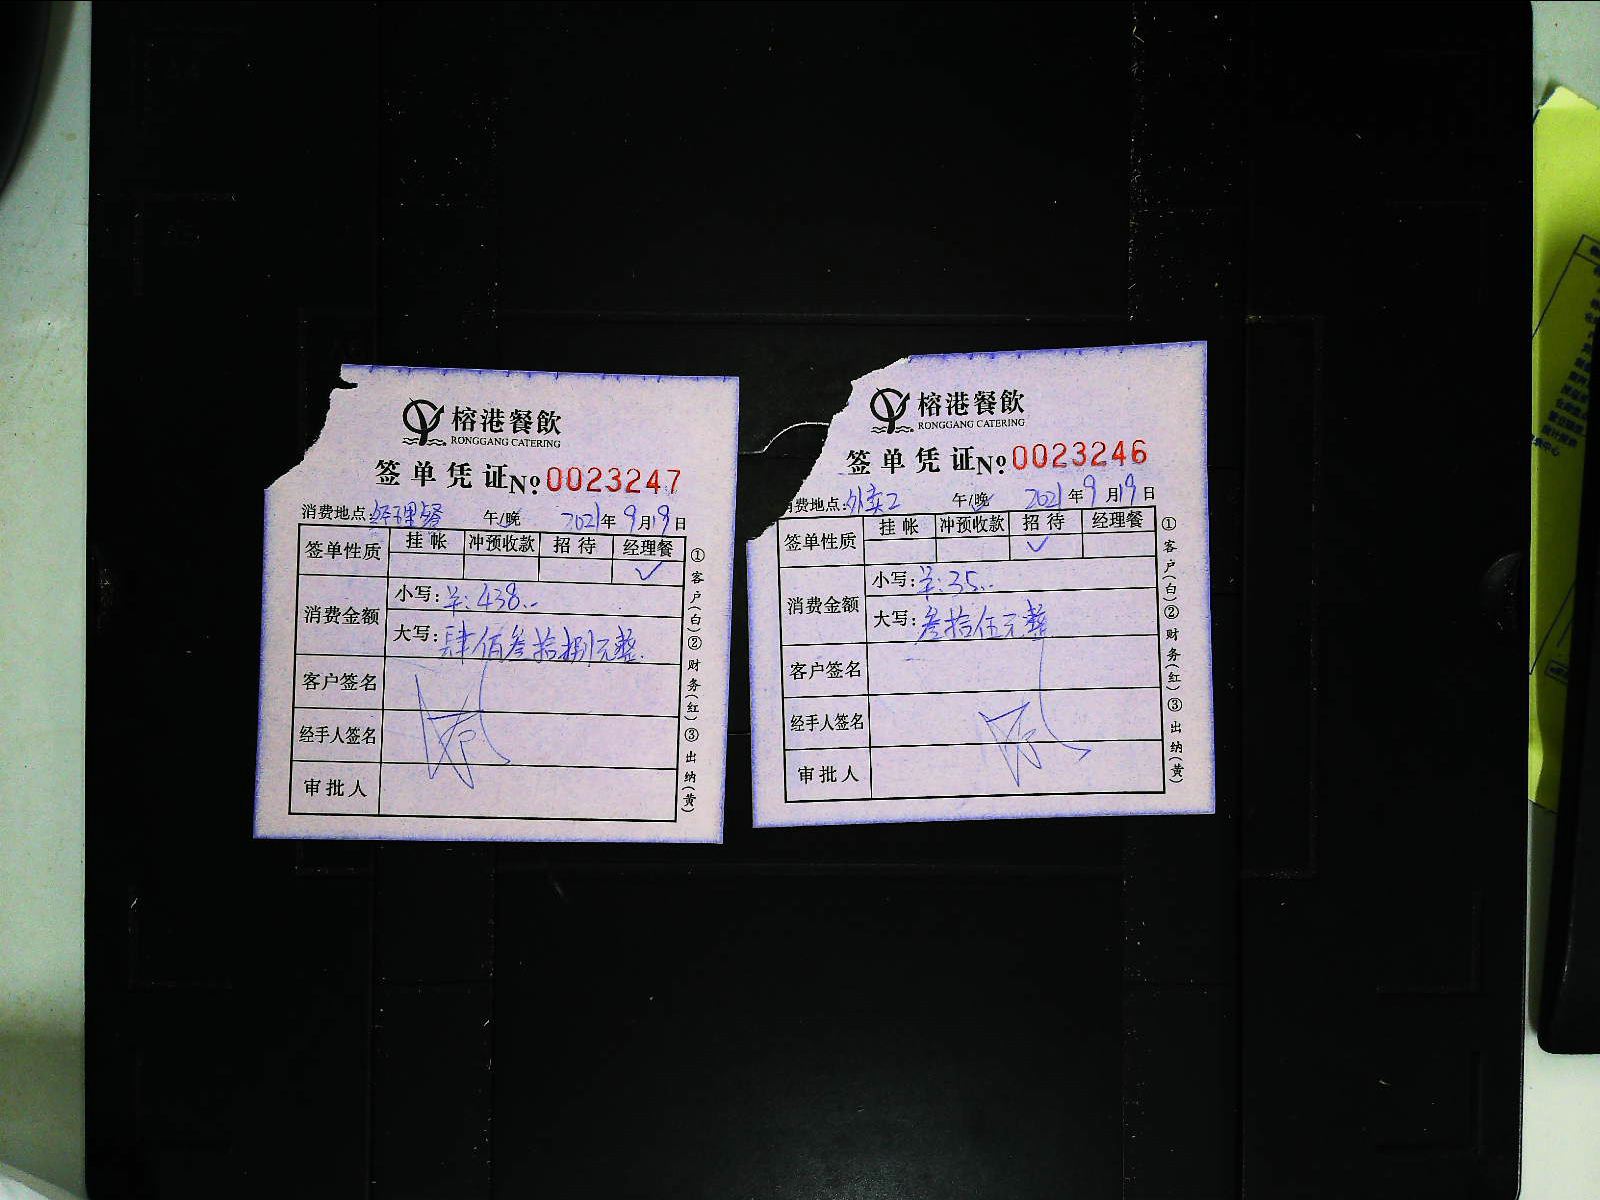 榕港餐飲
RONGGANG CATERING
签单凭证 No 0023247
消费地点:经理餐 午/晚 2021年9月19日
签单性质 挂帐 冲预收款 招待 经理餐
✓
消费金额 小写:羊:438..
大写:肆佰叁拾捌元整.
客户签名
经手人签名
审批人
①客户(白)②财务(红)③出纳(黄)
榕港餐飲
RONGGANG CATERING
签单凭证 No 0023246
消费地点:外卖2 午/晚 2021年9月19日
签单性质 挂帐 冲预收款 招待 经理餐
✓
消费金额 小写:羊:35..
大写:叁拾伍元整
客户签名
经手人签名
审批人
①客户(白)②财务(红)③出纳(黄)